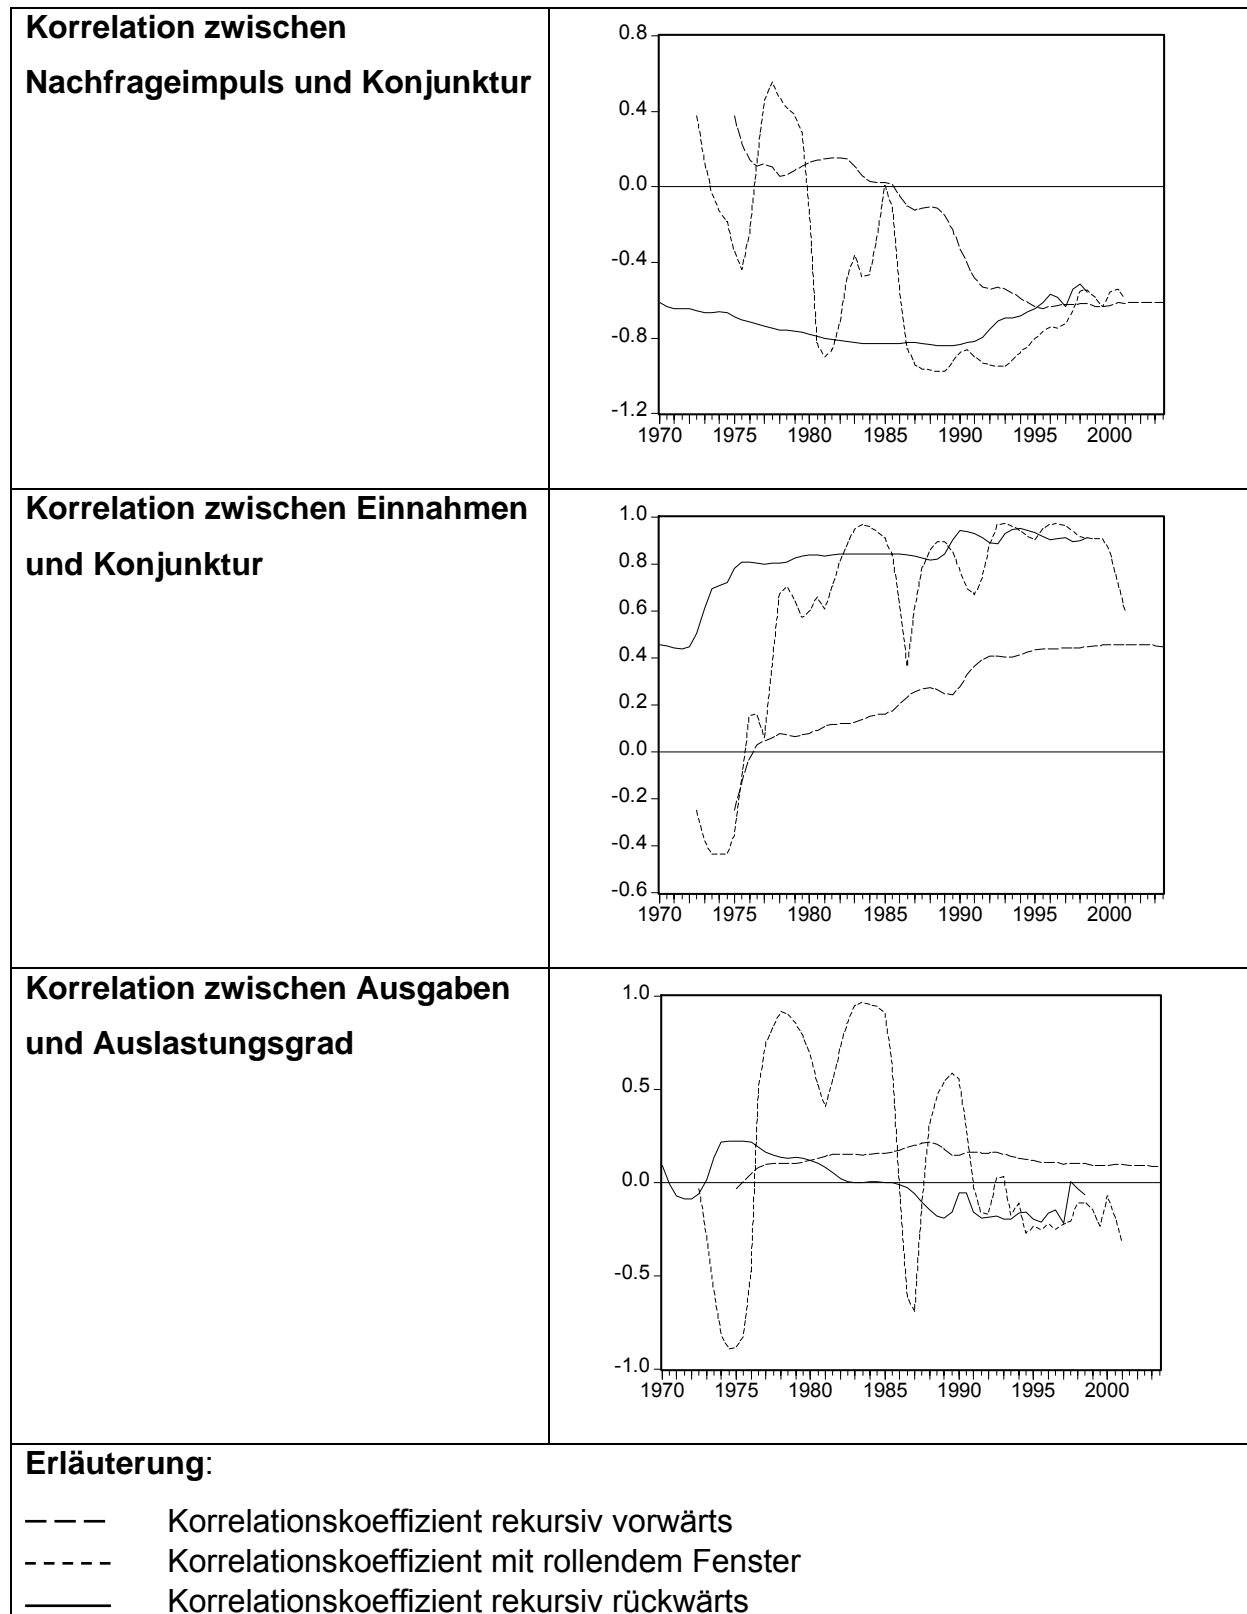 Korrelation zwischen
Nachfrageimpuls und Konjunktur
0.8
0.4
0.0
-0.4
-0.8
-1.2
1970 1975 1980 1985 1990 1995 2000
Korrelation zwischen Einnahmen
und Konjunktur
1.0
0.8
0.6
0.4
0.2
0.0
-0.2
-0.4
-0.6
1970 1975 1980 1985 1990 1995 2000
Korrelation zwischen Ausgaben
und Auslastungsgrad
1.0
0.5
0.0
-0.5
-1.0
1970 1975 1980 1985 1990 1995 2000
Erläuterung:
Korrelationskoeffizient rekursiv vorwärts
Korrelationskoeffizient mit rollendem Fenster
Korrelationskoeffizient rekursiv rückwärts